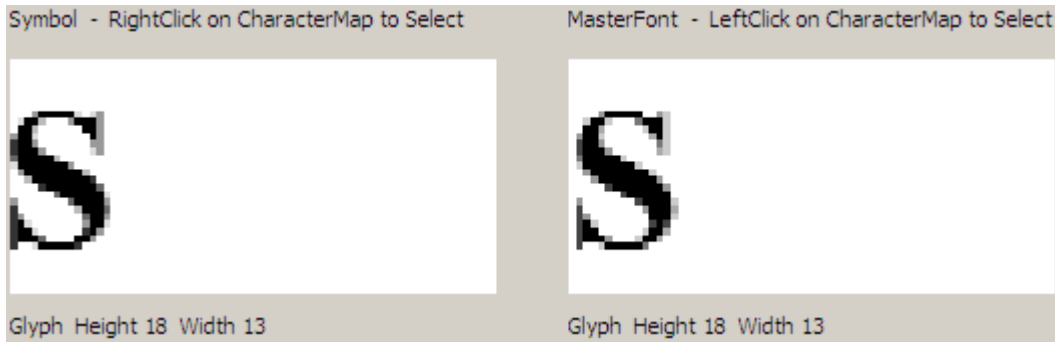 Symbol - RightClick on CharacterMap to Select
S
Glyph Height 18 Width 13
MasterFont - LeftClick on CharacterMap to Select
S
Glyph Height 18 Width 13